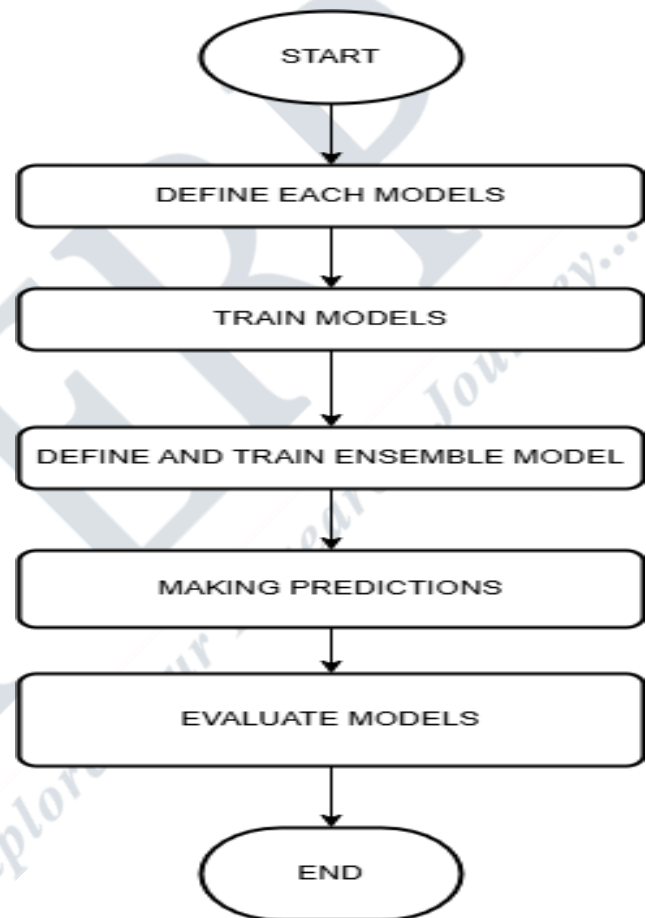 START
DEFINE EACH MODELS
TRAIN MODELS
DEFINE AND TRAIN ENSEMBLE MODEL
MAKING PREDICTIONS
EVALUATE MODELS
END